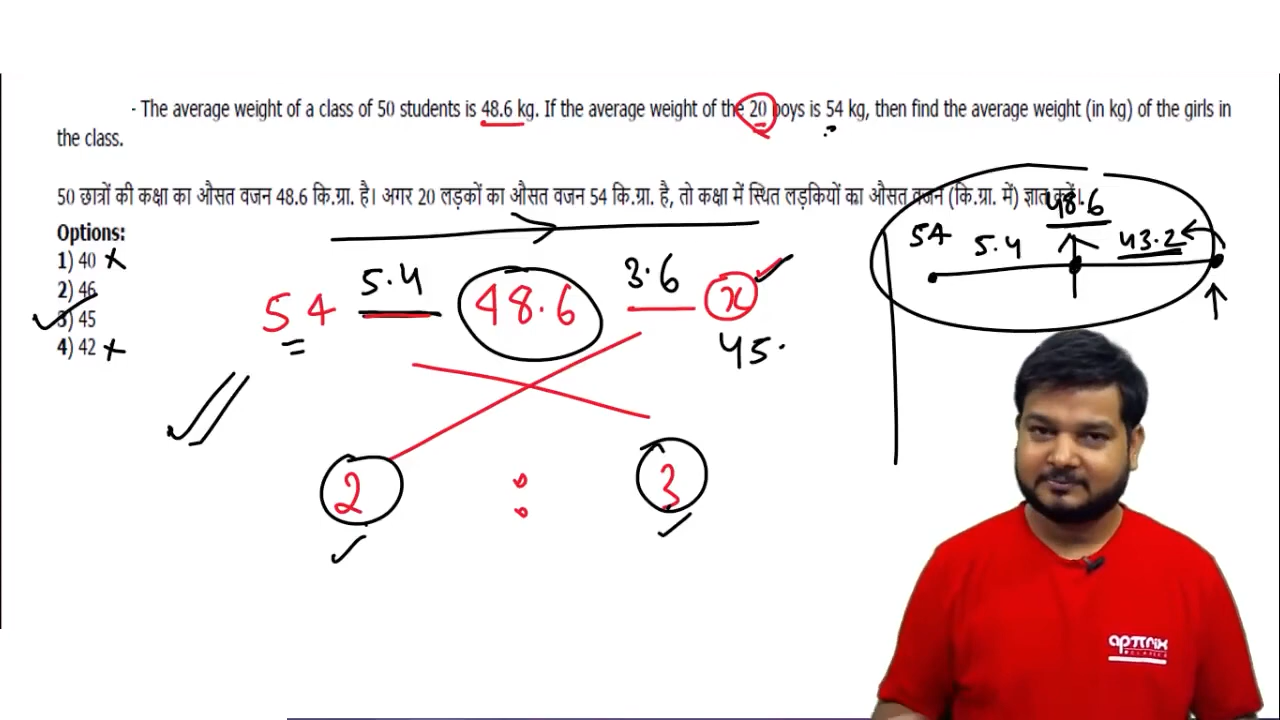 - The average weight of a class of 50 students is 48.6 kg. If the average weight of the 20 boys is 54 kg, then find the average weight (in kg) of the girls in
the class.
50 छात्रों की कक्षा का औसत वजन 48.6 कि.ग्रा. है। अगर 20 लड़कों का औसत वजन 54 कि.ग्रा. है, तो कक्षा में स्थित लड़कियों का औसत वजन (कि.ग्रा. में) ज्ञात करें।
Options:
1) 40
2) 46
3) 45
4) 42
48.6
54 5.4 43.2
5.4 3.6
54 48.6 x
45.
2 : 3
apπrix
CLASSES